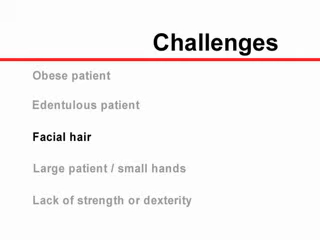 Challenges
Obese patient
Edentulous patient
Facial hair
Large patient / small hands
Lack of strength or dexterity